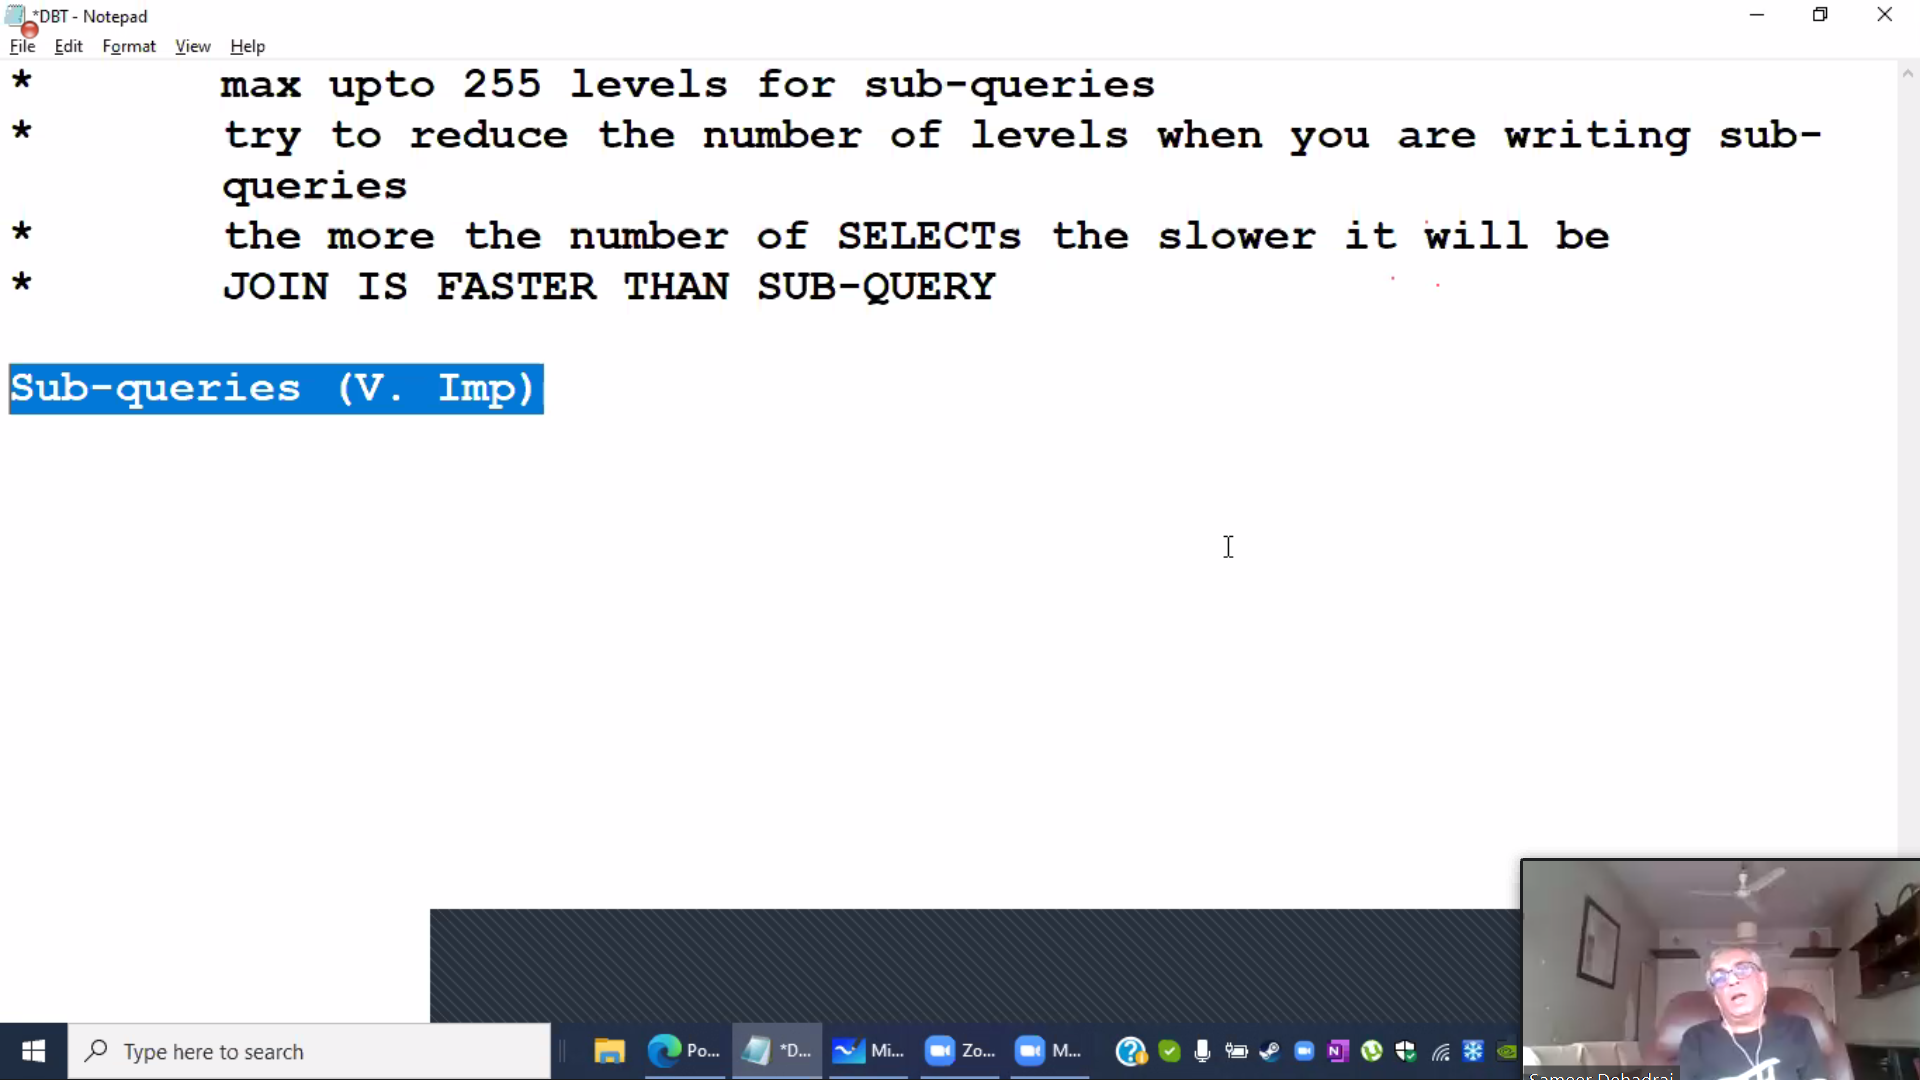 *DBT - Notepad
File Edit Format View Help
* max upto 255 levels for sub-queries
* try to reduce the number of levels when you are writing sub-
queries
* the more the number of SELECTs the slower it will be
* JOIN IS FASTER THAN SUB-QUERY
Sub-queries (V. Imp)
Type here to search
Po...
*D...
Mi...
Zo...
M...
Sameer Dehadrai